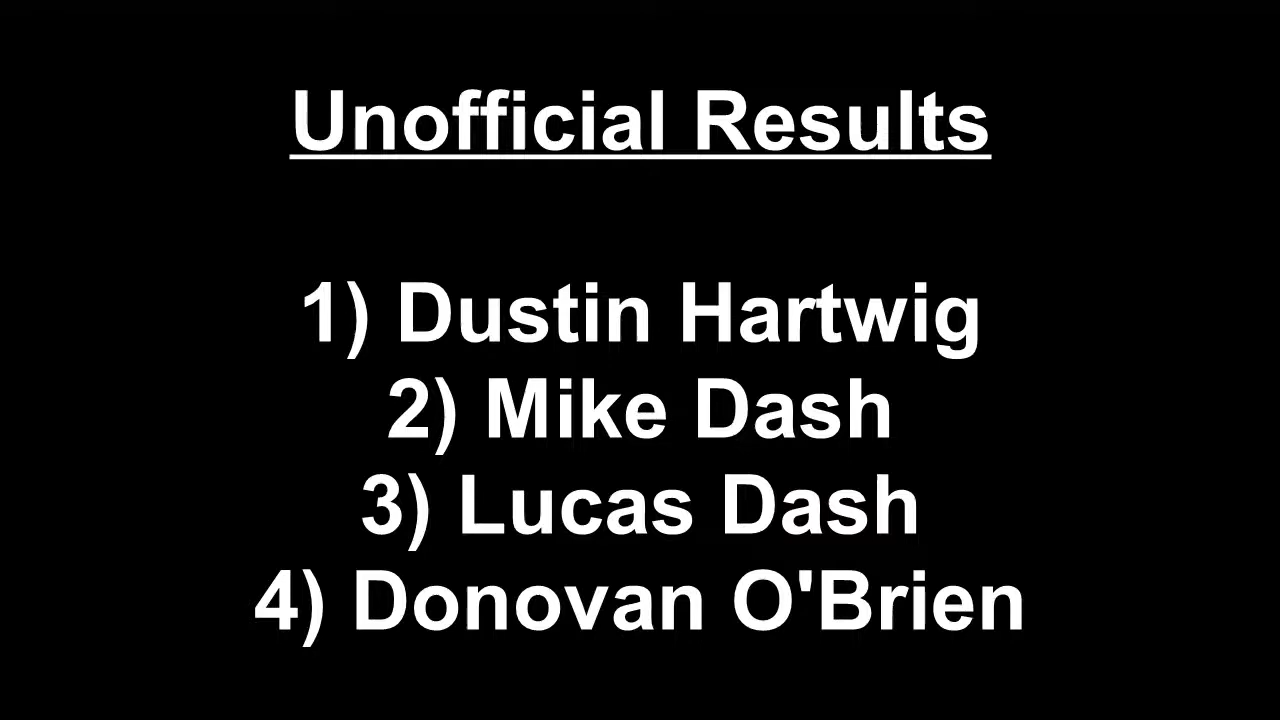 Unofficial Results
1) Dustin Hartwig
2) Mike Dash
3) Lucas Dash
4) Donovan O'Brien